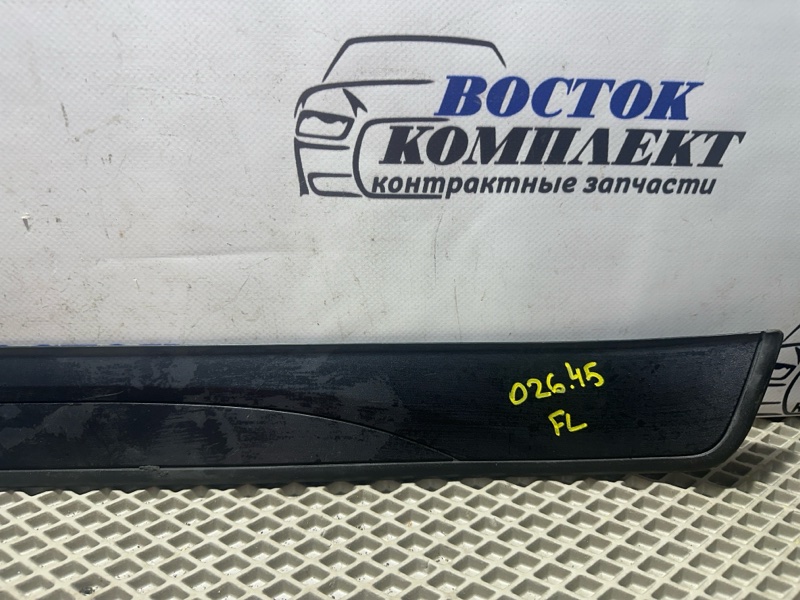 ВОСТОК
КОМПЛЕКТ
контрактные запчасти
026.45
FL